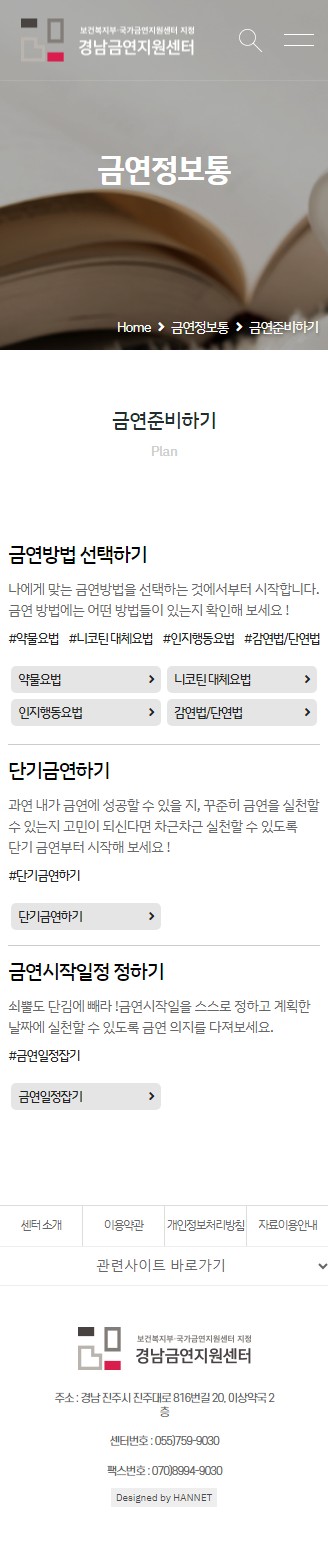 보건복지부·국가금연지원센터 지정
경남금연지원센터
금연정보통
Home > 금연정보통 > 금연준비하기
금연준비하기
Plan
금연방법 선택하기
나에게 맞는 금연방법을 선택하는 것에서부터 시작합니다.
금연 방법에는 어떤 방법들이 있는지 확인해 보세요 !
#약물요법 #니코틴 대체요법 #인지행동요법 #감연법/단연법
약물요법 >
니코틴 대체요법 >
인지행동요법 >
감연법/단연법 >
단기금연하기
과연 내가 금연에 성공할 수 있을 지, 꾸준히 금연을 실천할
수 있는지 고민이 되신다면 차근차근 실천할 수 있도록
단기 금연부터 시작해 보세요 !
#단기금연하기
단기금연하기 >
금연시작일정 정하기
쇠뿔도 단김에 빼라 !금연시작일을 스스로 정하고 계획한
날짜에 실천할 수 있도록 금연 의지를 다져보세요.
#금연일정잡기
금연일정잡기 >
센터 소개
이용약관
개인정보처리방침
자료이용안내
관련사이트 바로가기
보건복지부·국가금연지원센터 지정
경남금연지원센터
주소 : 경남 진주시 진주대로 816번길 20, 이상약국 2
층
센터번호 : 055)759-9030
팩스번호 : 070)8994-9030
Designed by HANNET